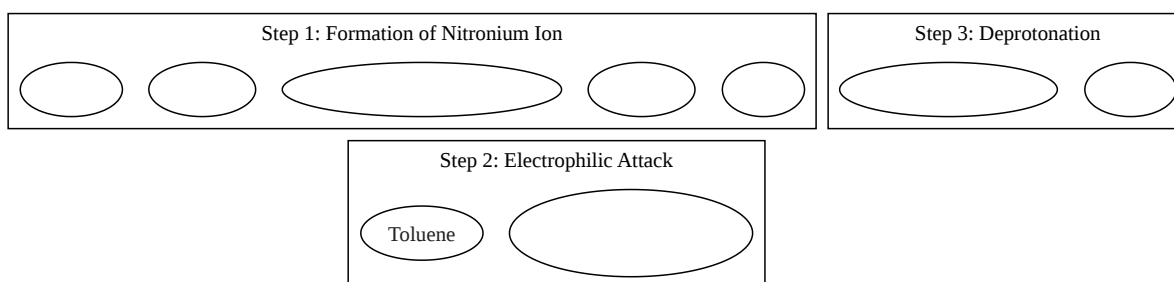 Step 1: Formation of Nitronium Ion
Step 3: Deprotonation
Step 2: Electrophilic Attack
Toluene